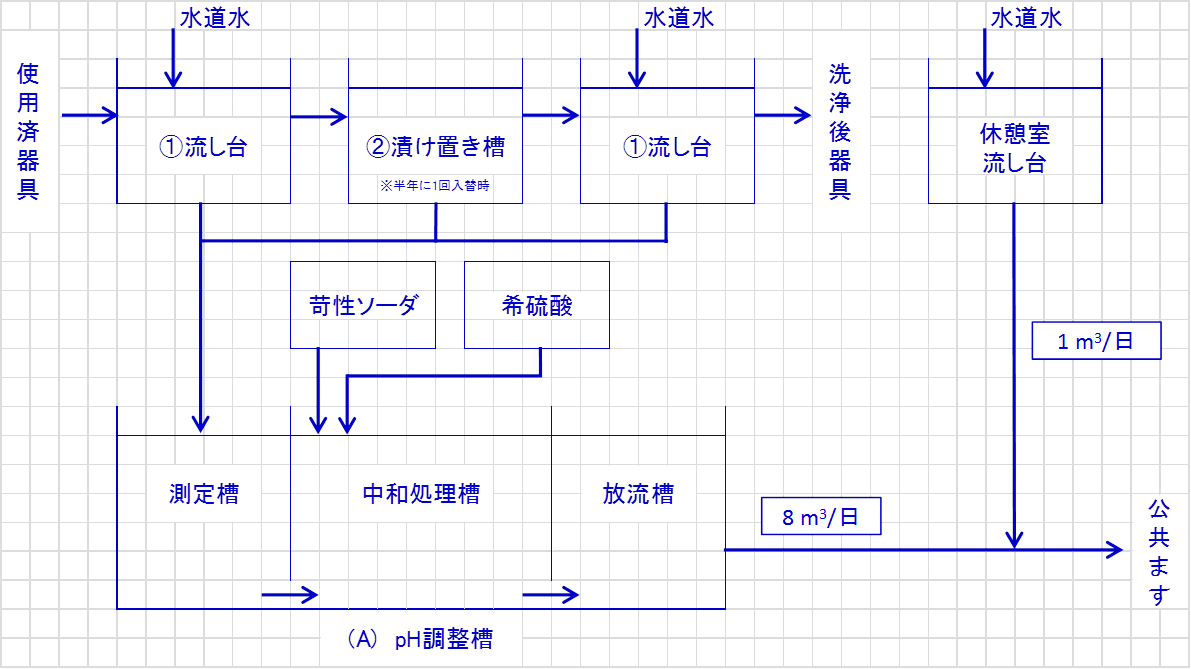 水道水
水道水
水道水
使用済器具
①流し台
②漬け置き槽
※半年に1回入替時
①流し台
洗浄後器具
休憩室
流し台
苛性ソーダ
希硫酸
1 m³/日
測定槽
中和処理槽
放流槽
8 m³/日
公共ます
(A) pH調整槽